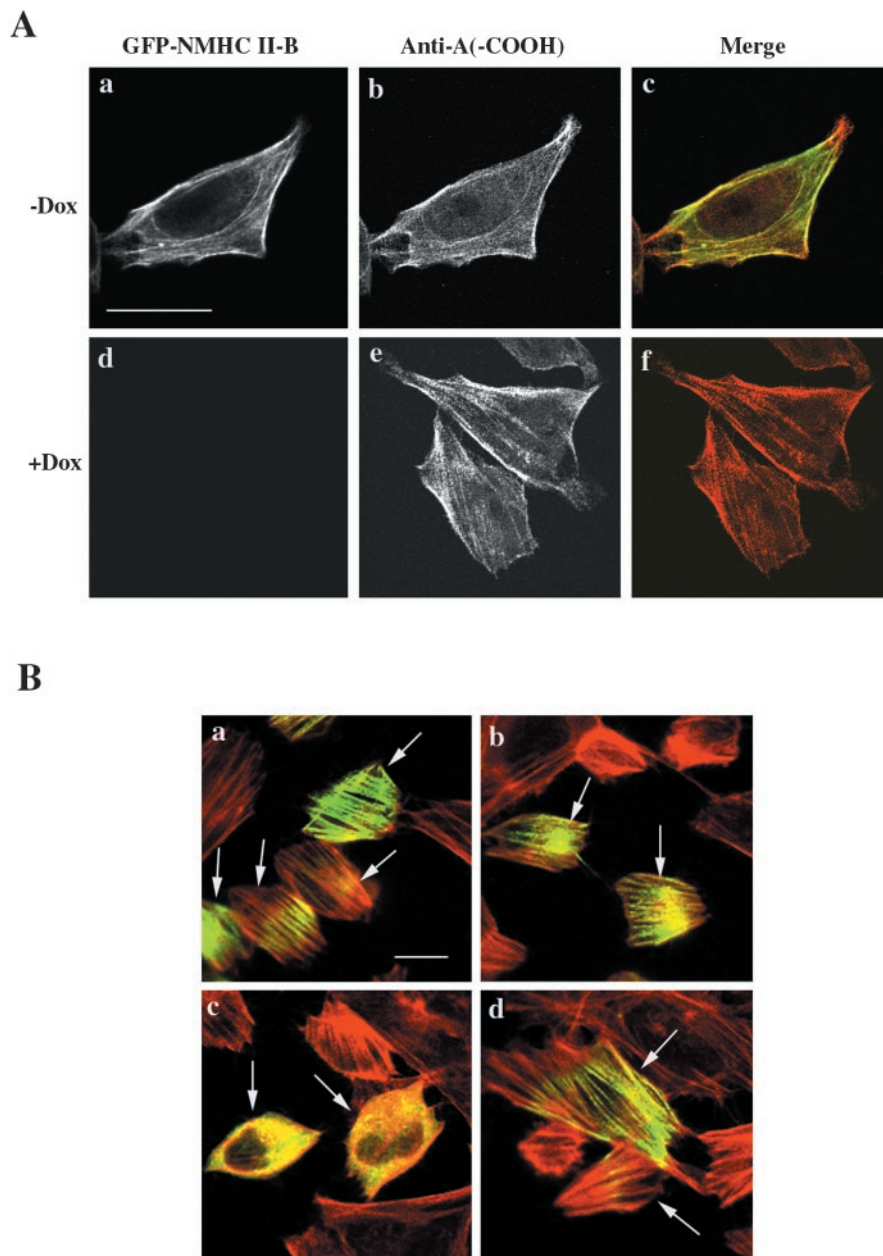 A
GFP-NMHC II-B Anti-A(-COOH) Merge
a b c
-Dox
d e f
+Dox
B
a b
c d